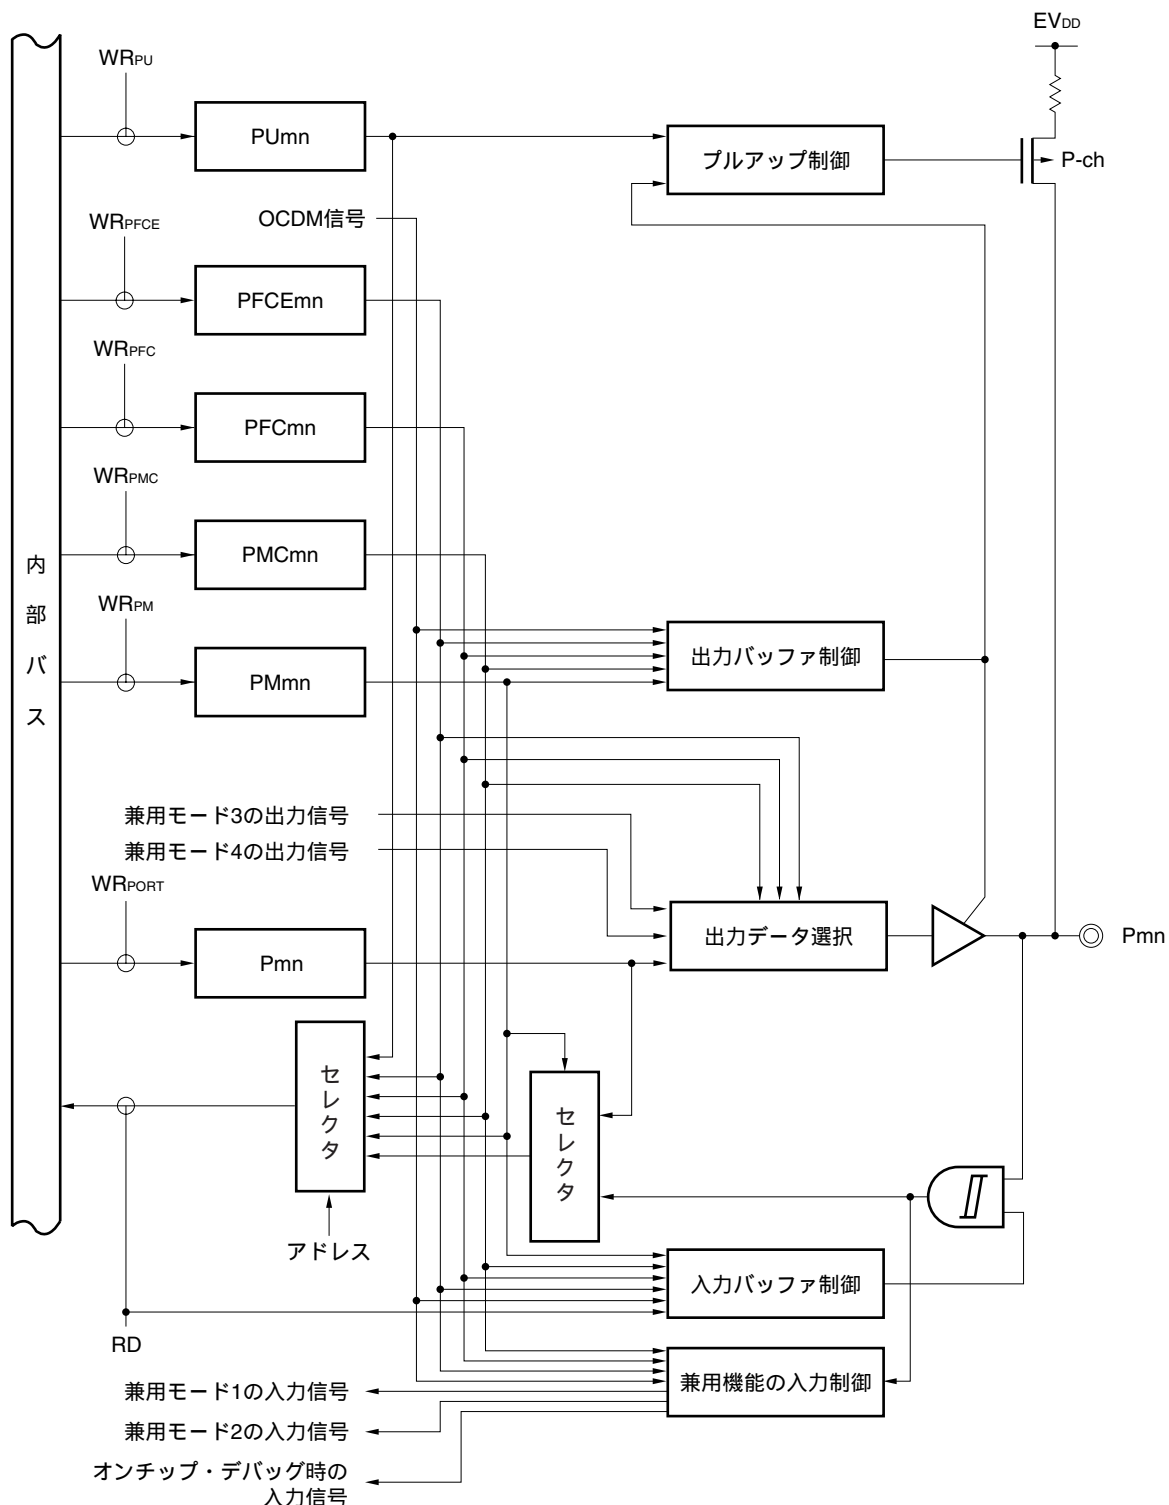 EVDD
WRPU
PUmn
プルアップ制御
P-ch
OCDM信号
WRPFCE
PFCEmn
WRPFC
PFCmn
WRPMC
PMCmn
内部バス
WRPM
PMmn
出力バッファ制御
兼用モード3の出力信号
兼用モード4の出力信号
WRPORT
Pmn
出力データ選択
Pmn
セレクタ
セレクタ
アドレス
入力バッファ制御
RD
兼用機能の入力制御
兼用モード1の入力信号
兼用モード2の入力信号
オンチップ・デバッグ時の
入力信号